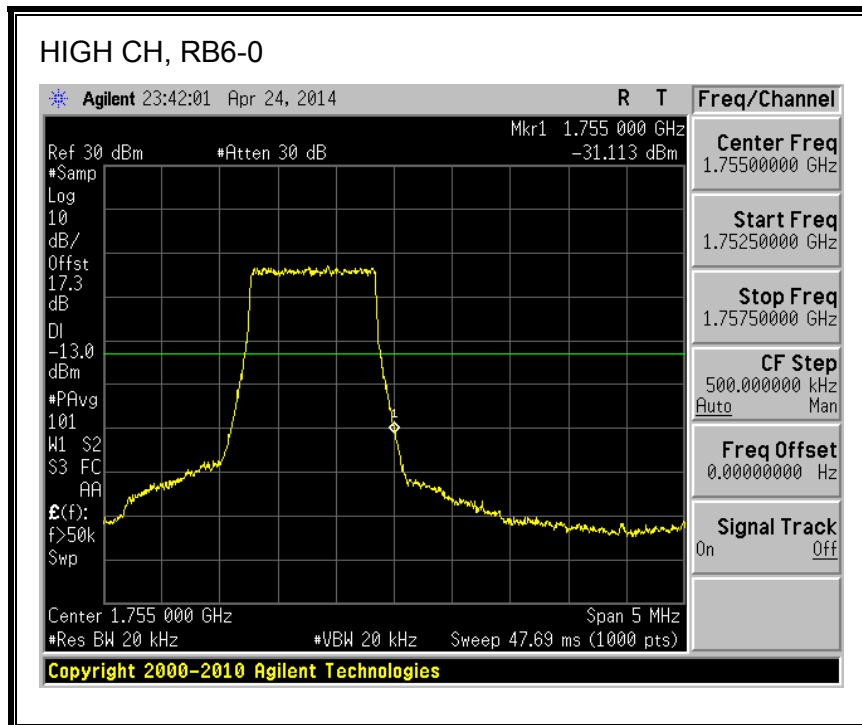 HIGH CH, RB6-0
Agilent 23:42:01 Apr 24, 2014 R T
Mkr1 1.755 000 GHz
Ref 30 dBm #Atten 30 dB -31.113 dBm
#Samp
Log
10
dB/
Offst
17.3
dB
DI
-13.0
dBm
#PAvg
101
W1 S2
S3 FC
AA
£(f):
f>50k
Swp
1
Center 1.755 000 GHz Span 5 MHz
#Res BW 20 kHz #VBW 20 kHz Sweep 47.69 ms (1000 pts)
Copyright 2000-2010 Agilent Technologies
Freq/Channel
Center Freq
1.75500000 GHz
Start Freq
1.75250000 GHz
Stop Freq
1.75750000 GHz
CF Step
500.000000 kHz
Auto Man
Freq Offset
0.00000000 Hz
Signal Track
On Off